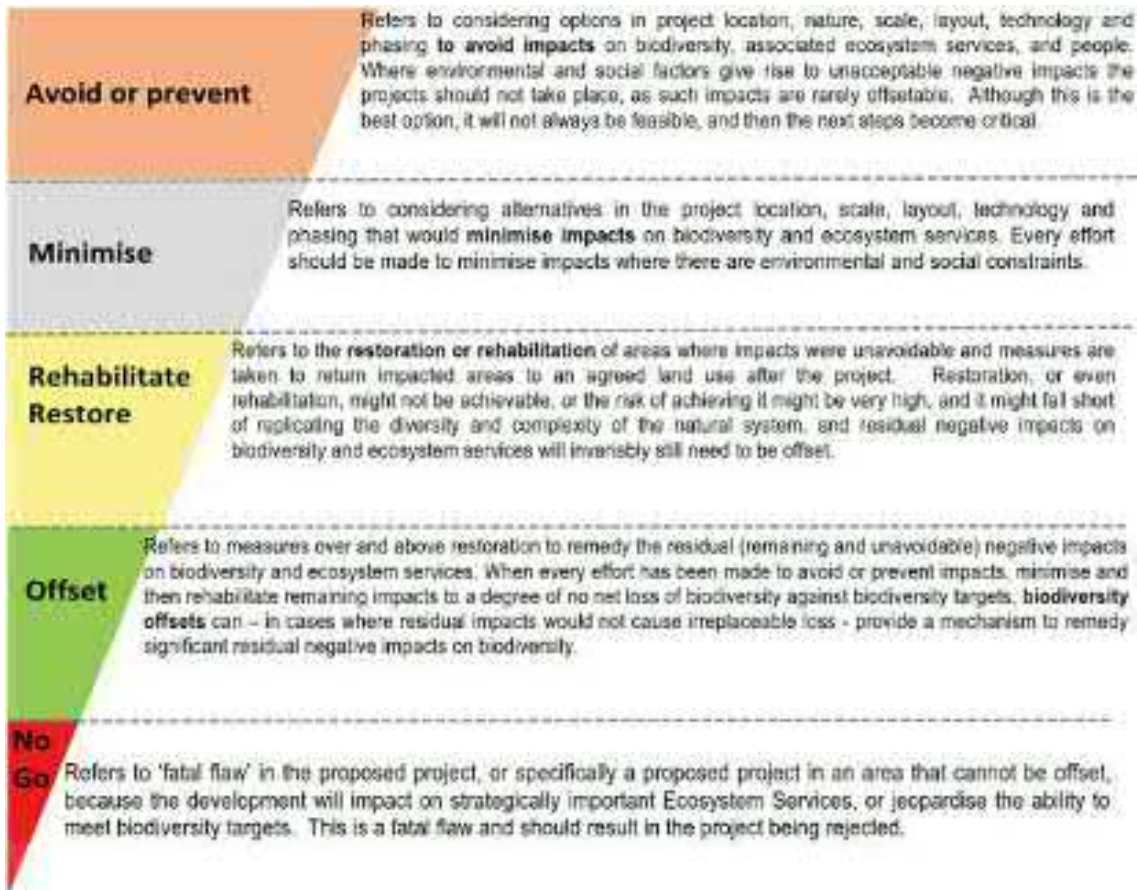 Avoid or prevent
Refers to considering options in project location, nature, scale, layout, technology and
phasing to avoid impacts on biodiversity, associated ecosystem services, and people.
Where environmental and social factors give rise to unacceptable negative impacts the
projects should not take place, as such impacts are rarely offsetable. Although this is the
best option, it will not always be feasible, and then the next steps become critical.
Minimise
Refers to considering alternatives in the project location, scale, layout, technology and
phasing that would minimise impacts on biodiversity and ecosystem services. Every effort
should be made to minimise impacts where there are environmental and social constraints.
Rehabilitate
Restore
Refers to the restoration or rehabilitation of areas where impacts were unavoidable and measures are
taken to return impacted areas to an agreed land use after the project. Restoration, or even
rehabilitation, might not be achievable, or the risk of achieving it might be very high, and it might fall short
of replicating the diversity and complexity of the natural system, and residual negative impacts on
biodiversity and ecosystem services will invariably still need to be offset.
Offset
Refers to measures over and above restoration to remedy the residual (remaining and unavoidable) negative impacts
on biodiversity and ecosystem services. When every effort has been made to avoid or prevent impacts, minimise and
then rehabilitate remaining impacts to a degree of no net loss of biodiversity against biodiversity targets, biodiversity
offsets can – in cases where residual impacts would not cause irreplaceable loss - provide a mechanism to remedy
significant residual negative impacts on biodiversity.
No
Go
Refers to 'fatal flaw' in the proposed project, or specifically a proposed project in an area that cannot be offset,
because the development will impact on strategically important Ecosystem Services, or jeopardise the ability to
meet biodiversity targets. This is a fatal flaw and should result in the project being rejected.